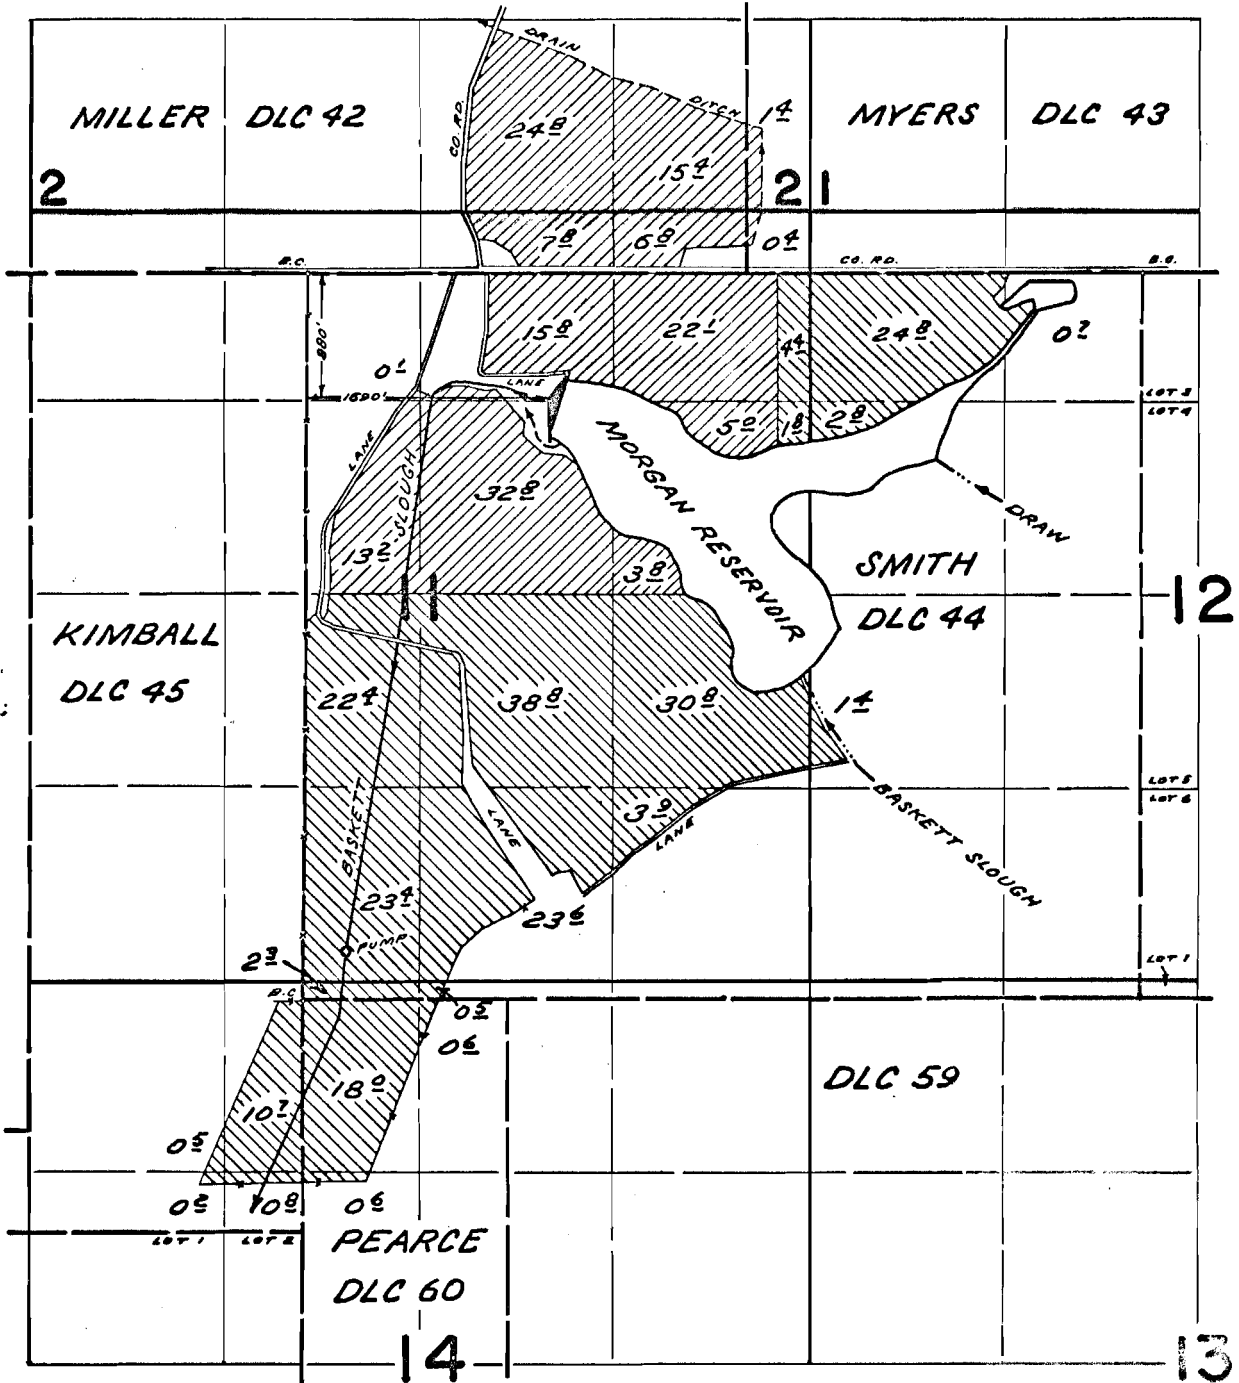 DRAIN
DITCH
1 4
MILLER DLC 42
CO. RD.
24 8
MYERS DLC 43
15 4
2
21
7 8
6 8
0 4
B.C.
CO. RD.
B.C.
880'
15 8
22 1
4 4
24 8
0 7
0 1
LANE
1690'
LOT 3
LOT 4
5 0
1 8
2 8
LANE
SLOUGH
MORGAN RESERVOIR
32 8
DRAW
13 2
3 8
SMITH
DLC 44
11
12
KIMBALL
DLC 45
22 4
38 8
30 8
1 4
BASKETT
LANE
3 9
LANE
BASKETT SLOUGH
LOT 5
LOT 6
23 4
23 6
PUMP
2 3
LOT 1
B.C.
0 5
0 6
18 0
DLC 59
10 7
0 5
0 2
0 8
0 6
LOT 1
LOT 2
PEARCE
DLC 60
14
13